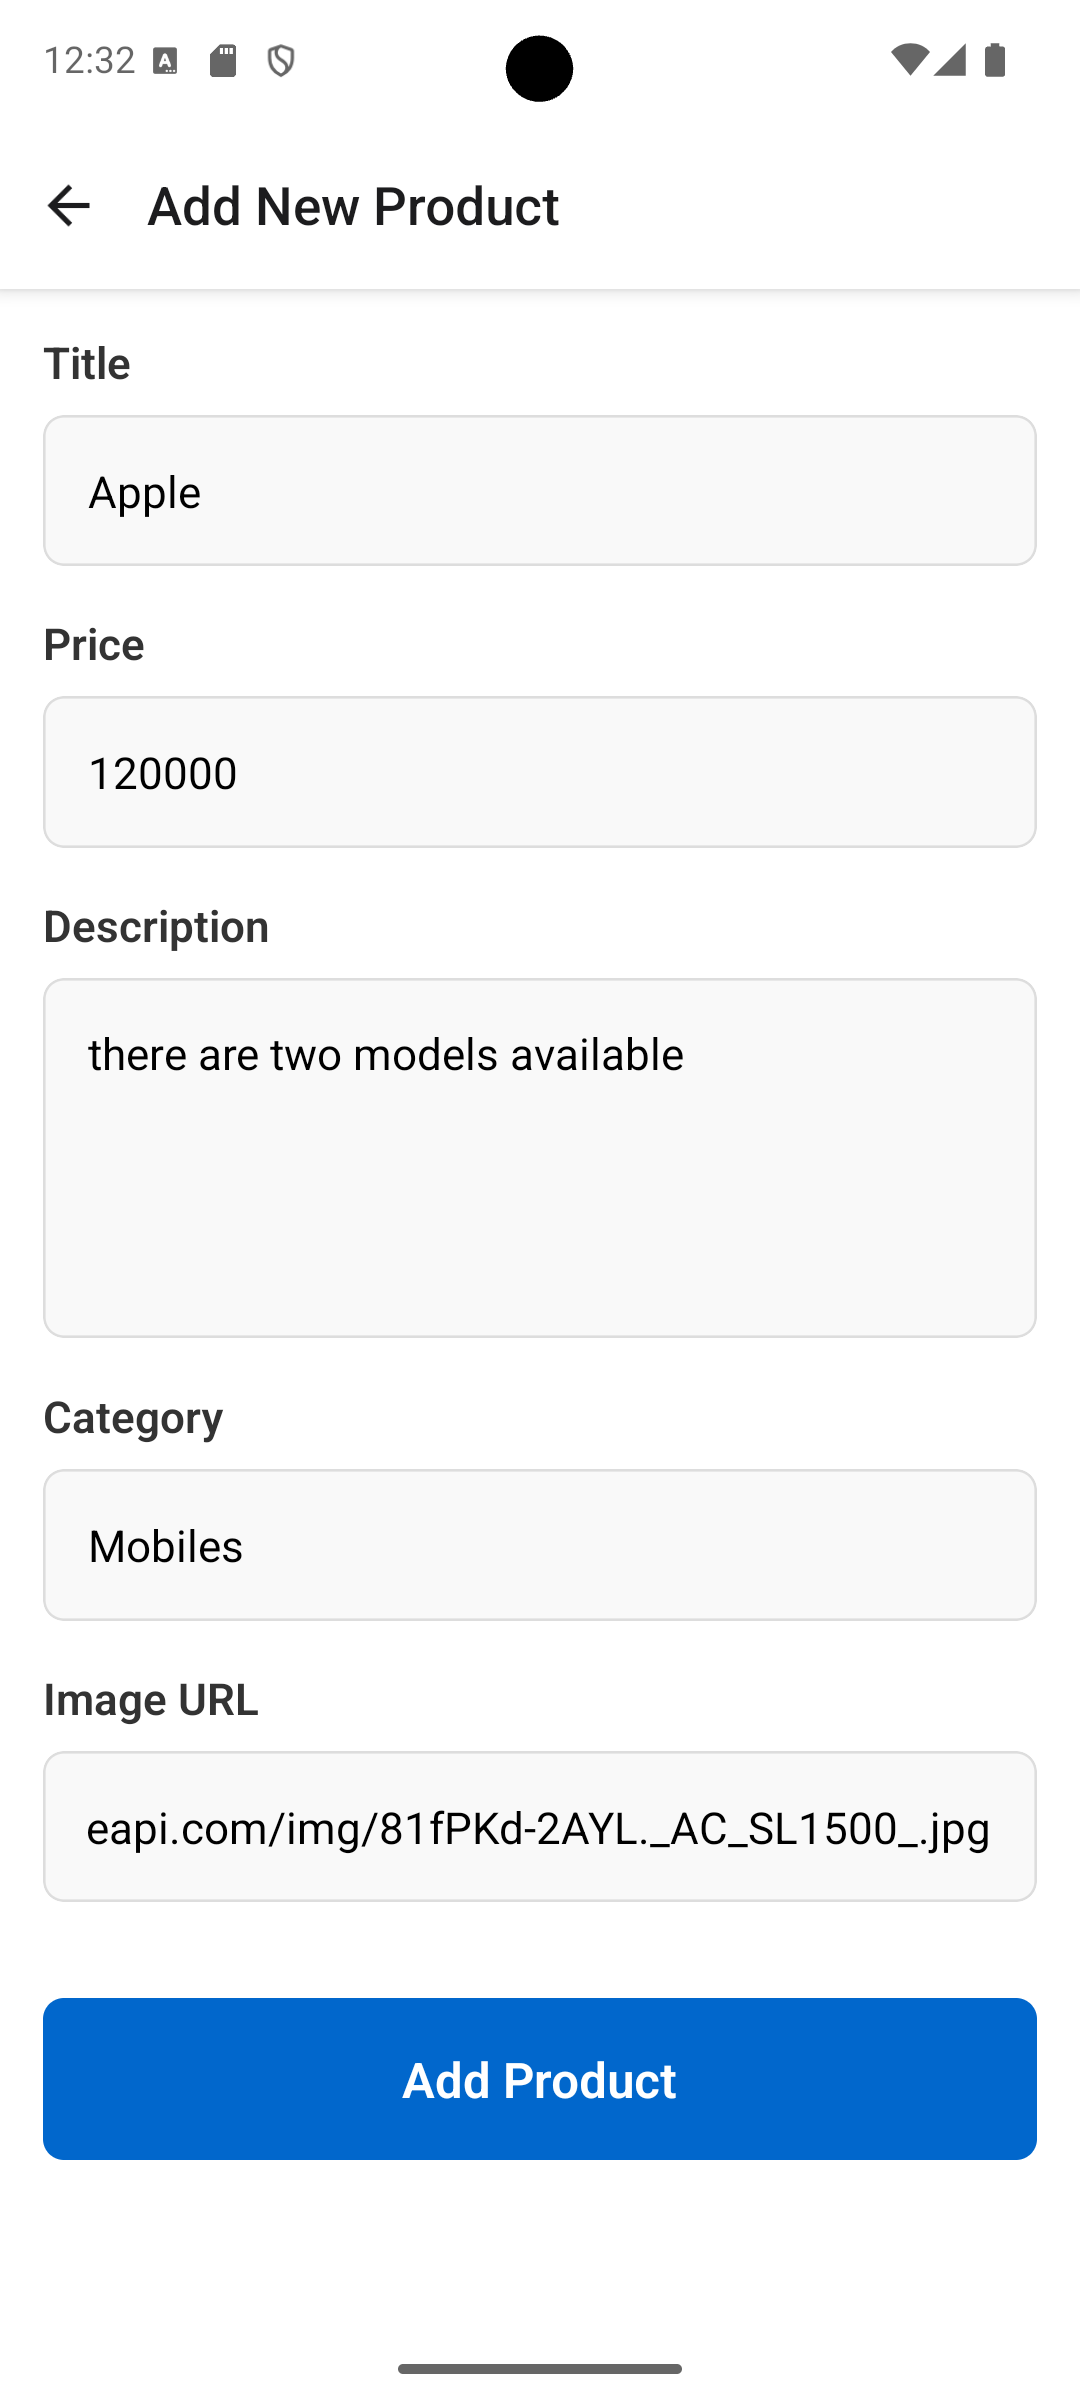 12:32
Add New Product
Title
Apple
Price
120000
Description
there are two models available
Category
Mobiles
Image URL
eapi.com/img/81fPKd-2AYL._AC_SL1500_.jpg
Add Product